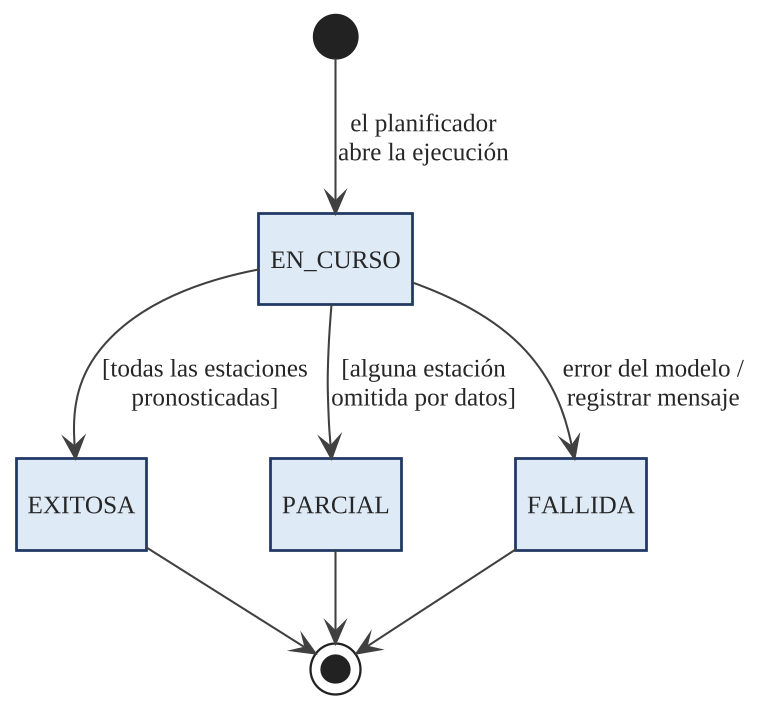 el planificador
abre la ejecución
EN_CURSO
[todas las estaciones
pronosticadas]
[alguna estación
omitida por datos]
error del modelo /
registrar mensaje
EXITOSA
PARCIAL
FALLIDA